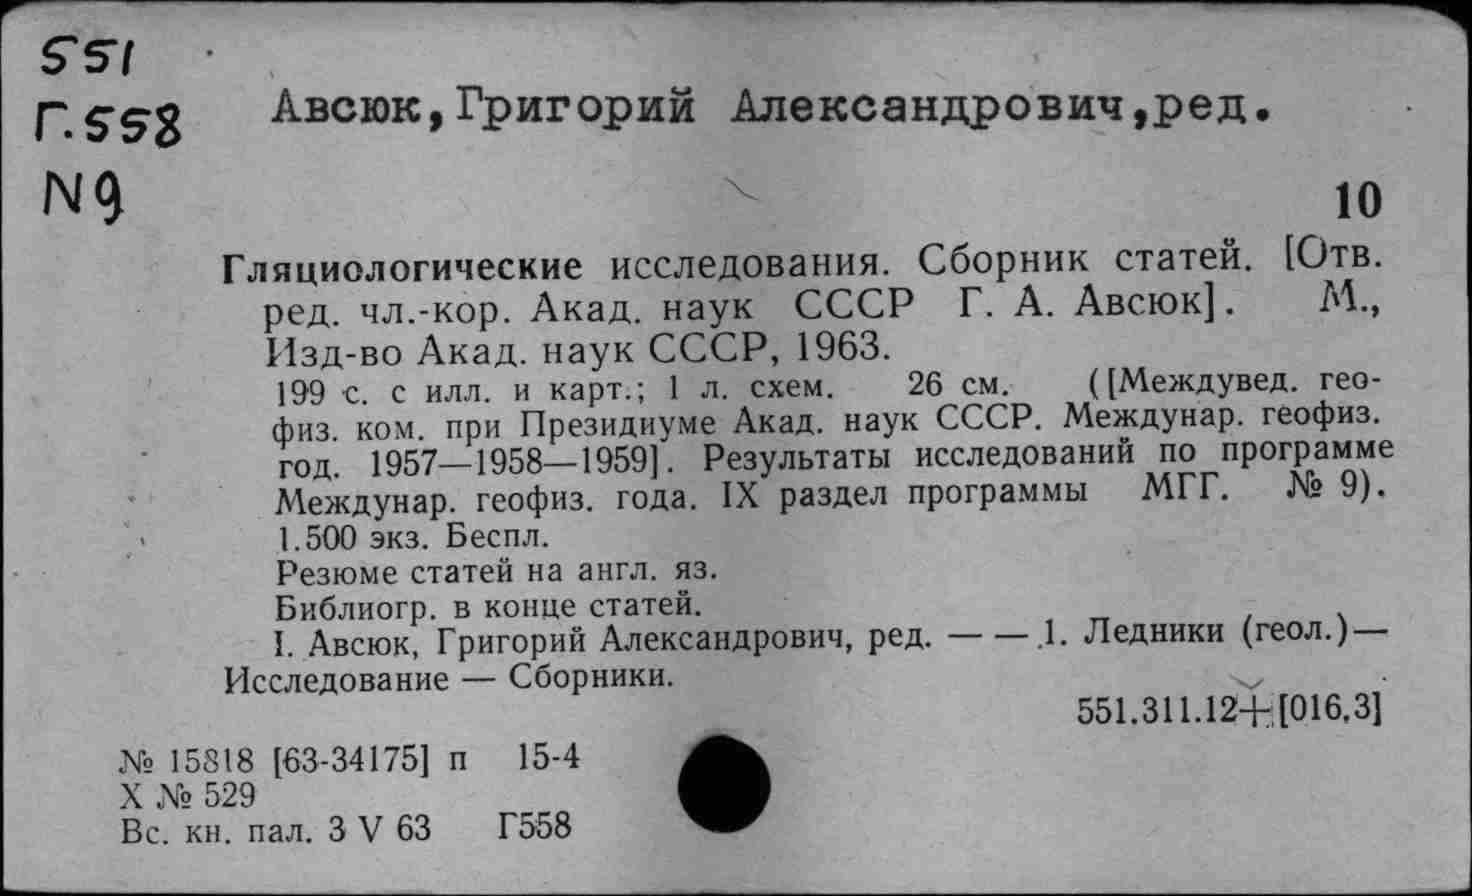 551
Г.558
N9
Авсюк,Григорий Александрович,ред.
10
Гляциологические исследования. Сборник статей. [Отв.
ред. чл.-кор. Акад. наук СССР Г. А. Авсюк]. М.,
Изд-во Акад. наук СССР, 1963.
199 с. с илл. и карт.; 1 л. схем. 26 см. ([Междувед. гео-
физ. ком. при Президиуме Акад. наук СССР. Междунар. геофиз.
год. 1957—1958—1959]. Результаты исследований по программе
Междунар. геофиз. года. IX раздел программы МГГ. № 9).
1.500 экз. Беспл.
Резюме статей на англ. яз.
Библиогр. в конце статей.
I. Авсюк, Григорий Александрович, ред. — — .1. Ледники (геол.)—
Исследование — Сборники.
551.311.12+[016.3]
№ 15818 [63-34175] п 15-4
X № 529
Вс. кн. пал. 3 V 63 Г558